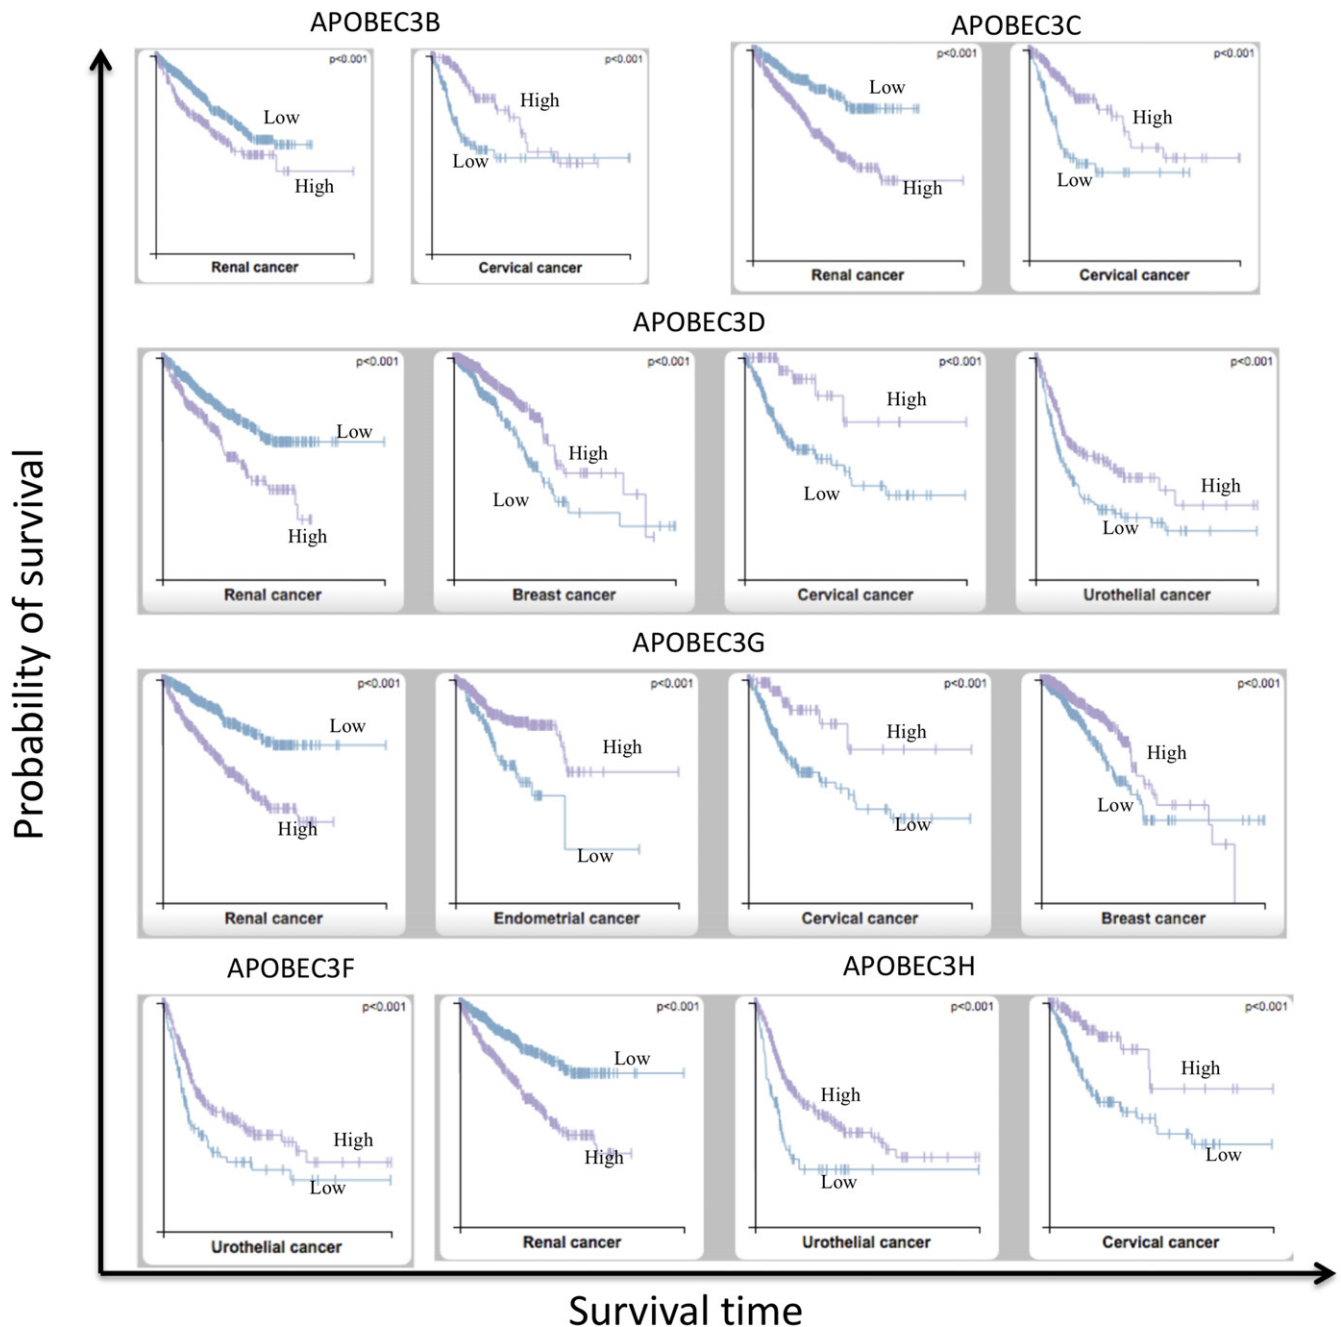 APOBEC3B
APOBEC3C
p<0.001
Low
High
Renal cancer
p<0.001
High
Low
Cervical cancer
p<0.001
Low
High
Renal cancer
p<0.001
High
Low
Cervical cancer
APOBEC3D
p<0.001
Low
High
Renal cancer
p<0.001
High
Low
Breast cancer
p<0.001
High
Low
Cervical cancer
p<0.001
High
Low
Urothelial cancer
APOBEC3G
p<0.001
Low
High
Renal cancer
p<0.001
High
Low
Endometrial cancer
p<0.001
High
Low
Cervical cancer
p<0.001
High
Low
Breast cancer
APOBEC3F
APOBEC3H
p<0.001
High
Low
Urothelial cancer
p<0.001
Low
High
Renal cancer
p<0.001
High
Low
Urothelial cancer
p<0.001
High
Low
Cervical cancer
Probability of survival
Survival time